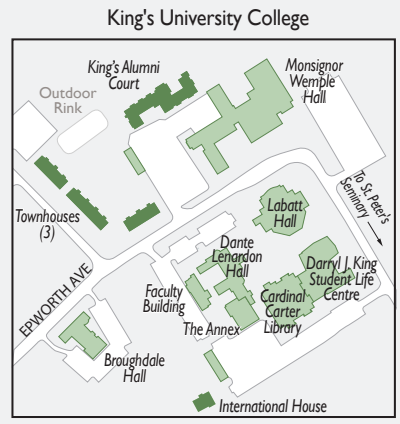 King's University College
King's Alumni
Court
Monsignor
Wemple
Hall
Outdoor
Rink
To St. Peter's
Seminary
Townhouses
(3)
Labatt
Hall
Dante
Lenardon
Hall
Darryl J. King
Student Life
Centre
EPWORTH AVE
Faculty
Building
Cardinal
Carter
Library
The Annex
Broughdale
Hall
International House